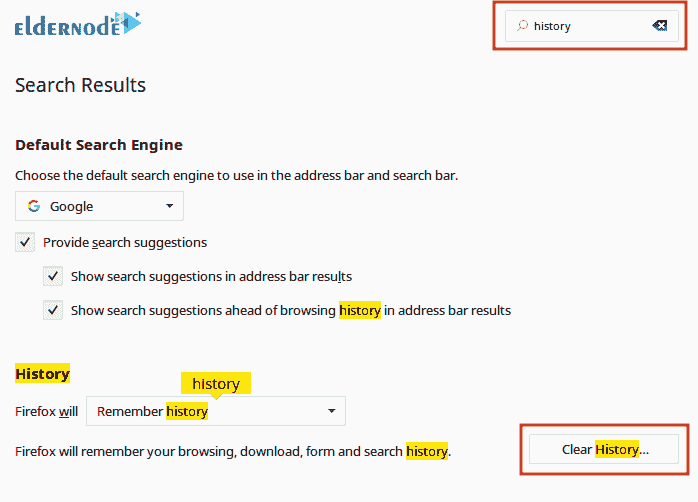 ELDERNODE
history
Search Results
Default Search Engine
Choose the default search engine to use in the address bar and search bar.
Google
Provide search suggestions
Show search suggestions in address bar results
Show search suggestions ahead of browsing history in address bar results
History
history
Firefox will Remember history
Firefox will remember your browsing, download, form and search history.
Clear History...